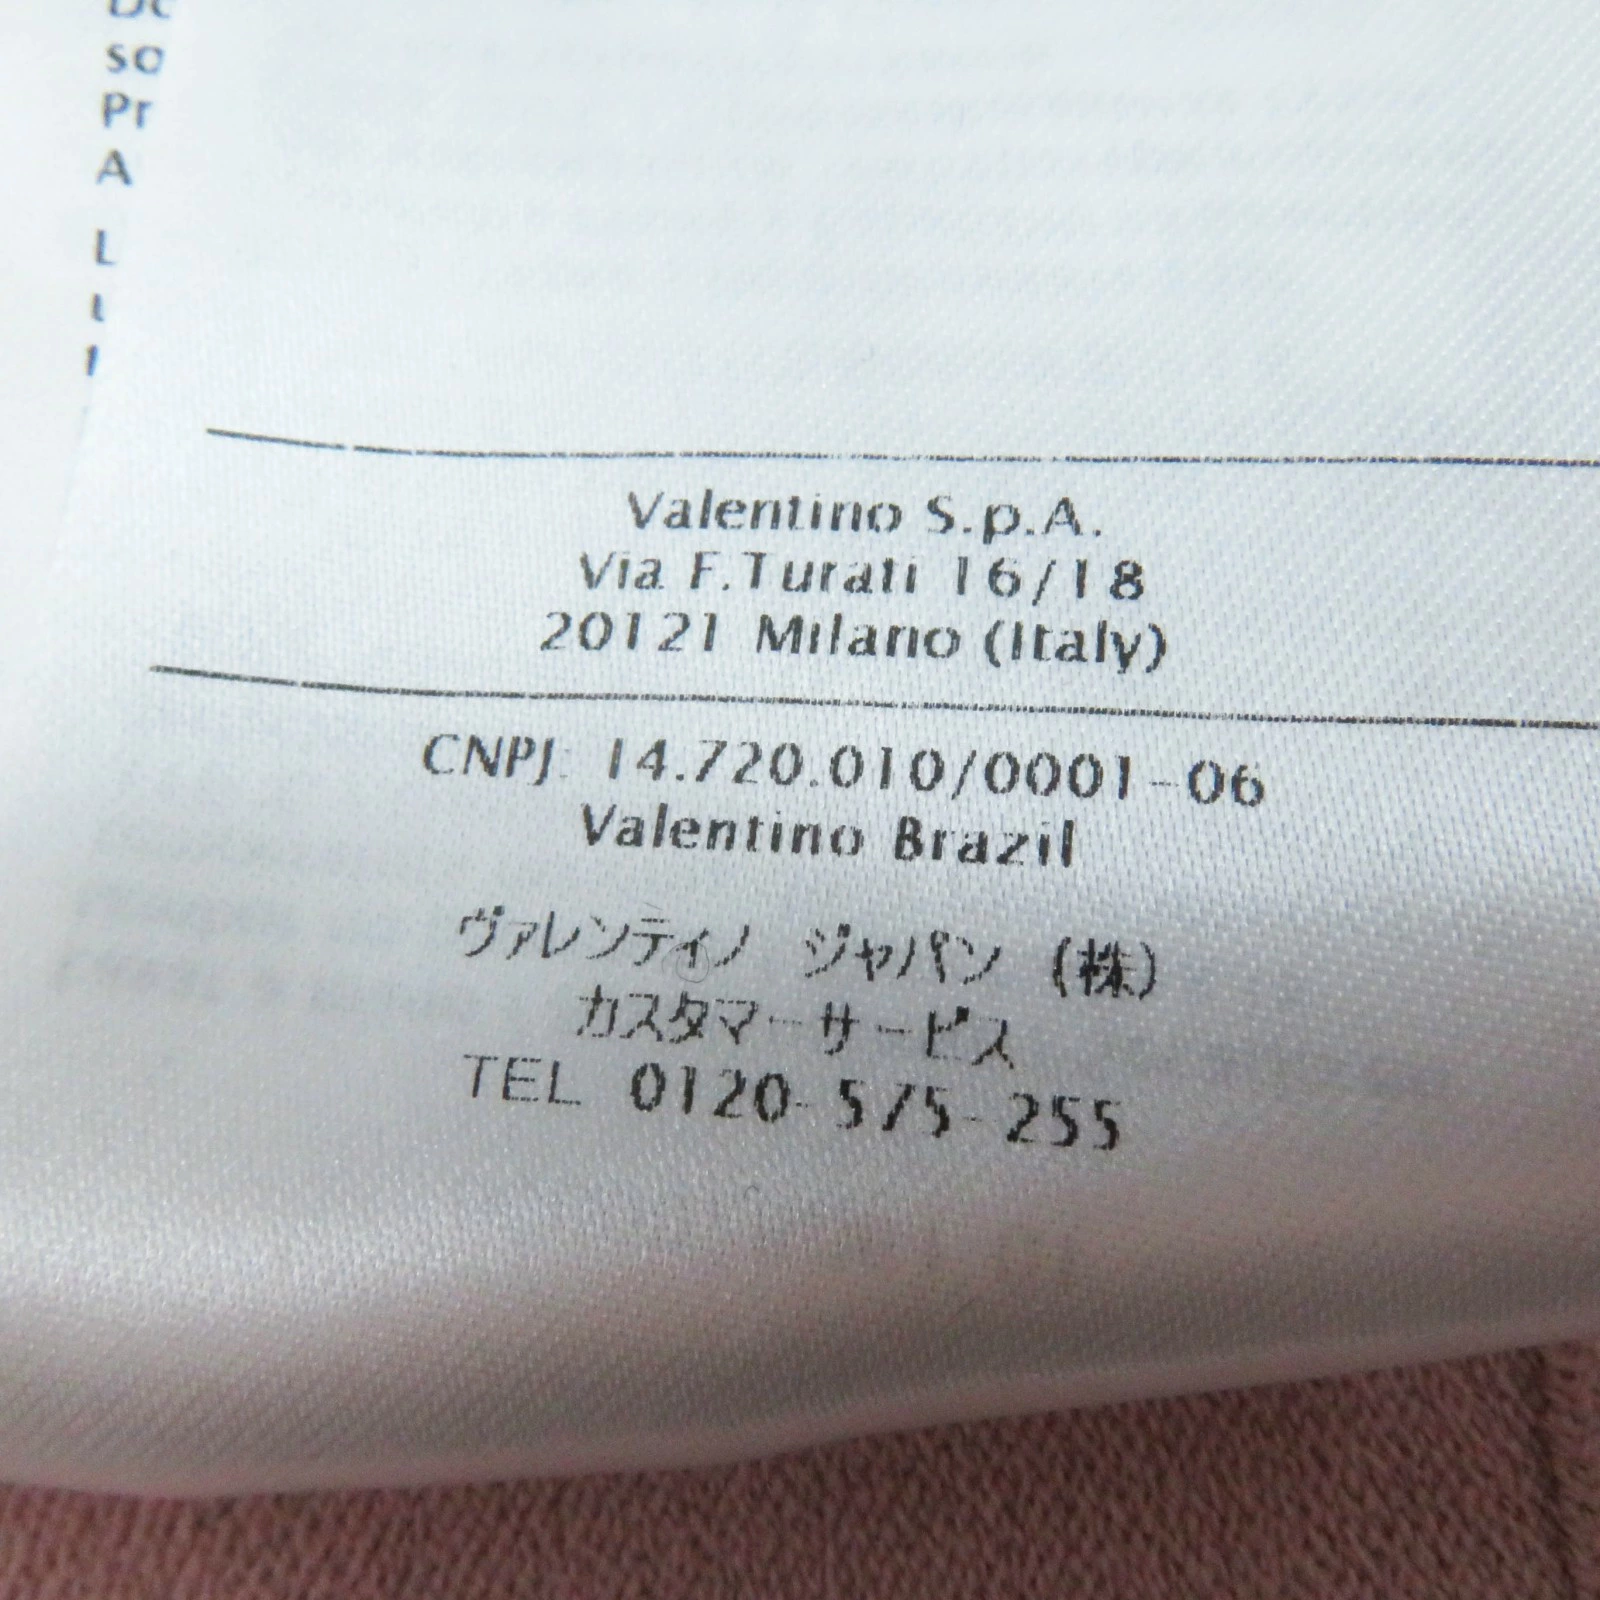 so
Pr
A
L
Valentino S.p.A.
Via F.Turati 16/18
20121 Milano (Italy)
CNPJ: 14.720.010/0001-06
Valentino Brazil
ヴァレンティノ ジャパン (株)
カスタマーサービス
TEL 0120-575-255